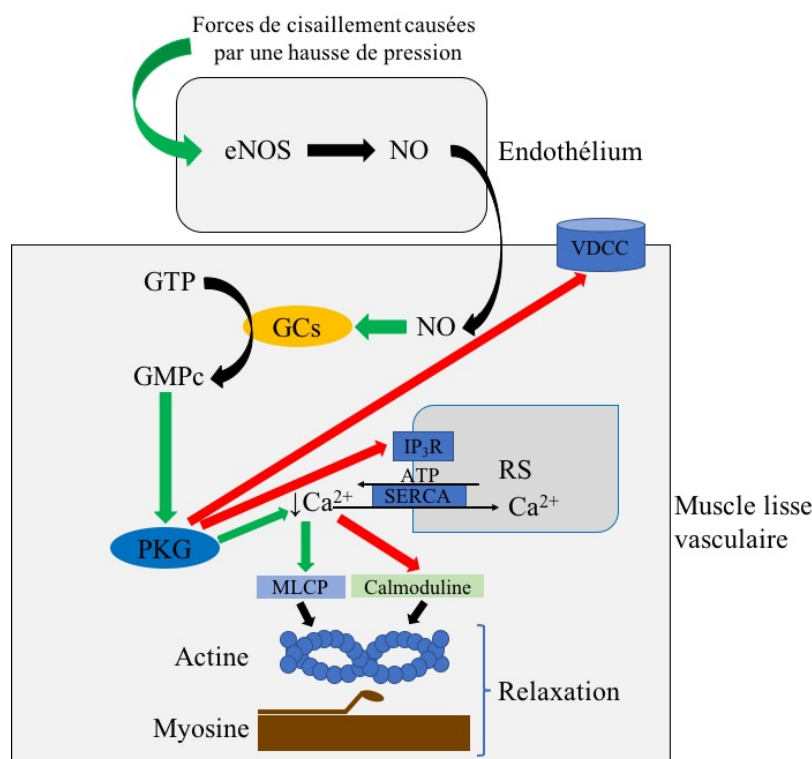 Forces de cisaillement causées
par une hausse de pression
eNOS
NO
Endothélium
VDCC
GTP
GCs
NO
GMPc
IP₃R
ATP
RS
SERCA
↓Ca²⁺
Ca²⁺
Muscle lisse
vasculaire
PKG
MLCP
Calmoduline
Actine
Relaxation
Myosine